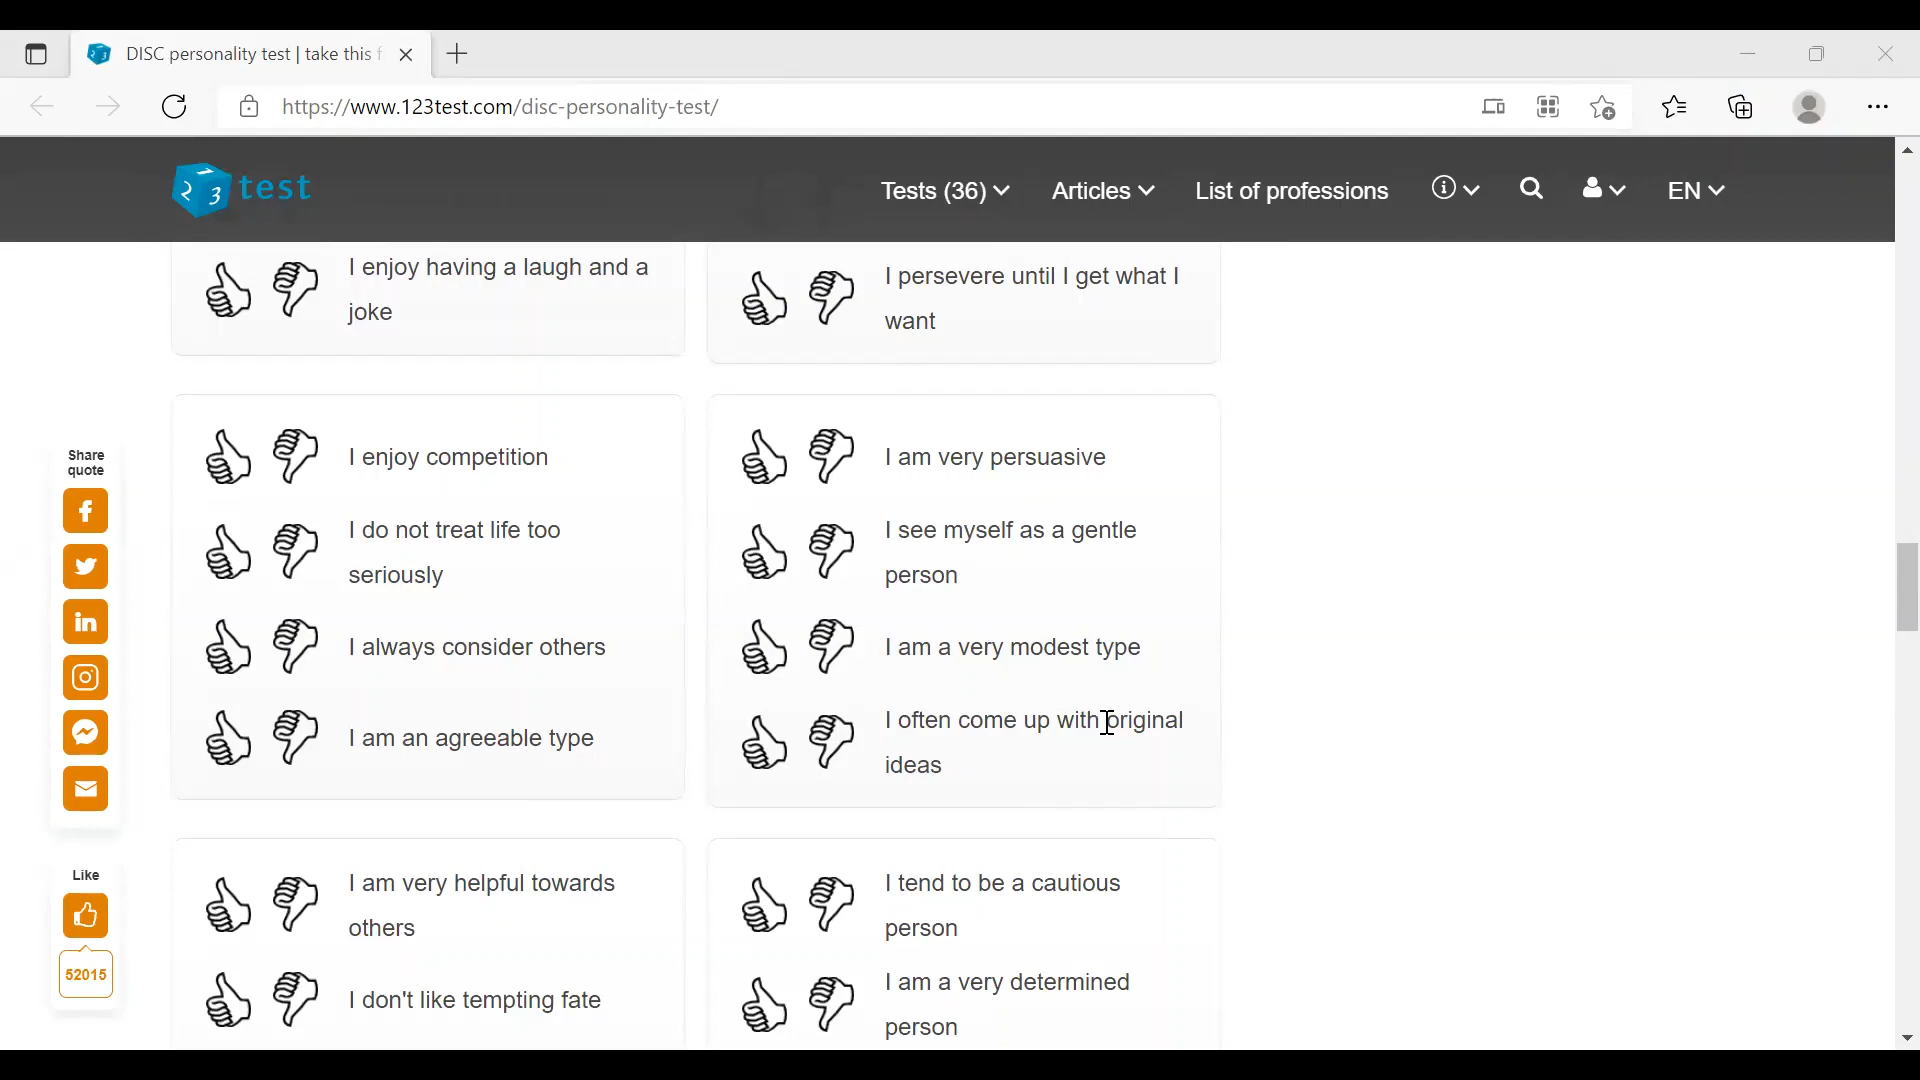 DISC personality test | take this f
https://www.123test.com/disc-personality-test/
1 2 3 test
Tests (36)
Articles
List of professions
EN
I enjoy having a laugh and a
joke
I persevere until I get what I
want
Share
quote
I enjoy competition
I do not treat life too
seriously
I always consider others
I am an agreeable type
I am very persuasive
I see myself as a gentle
person
I am a very modest type
I often come up with original
ideas
Like
52015
I am very helpful towards
others
I don't like tempting fate
I tend to be a cautious
person
I am a very determined
person